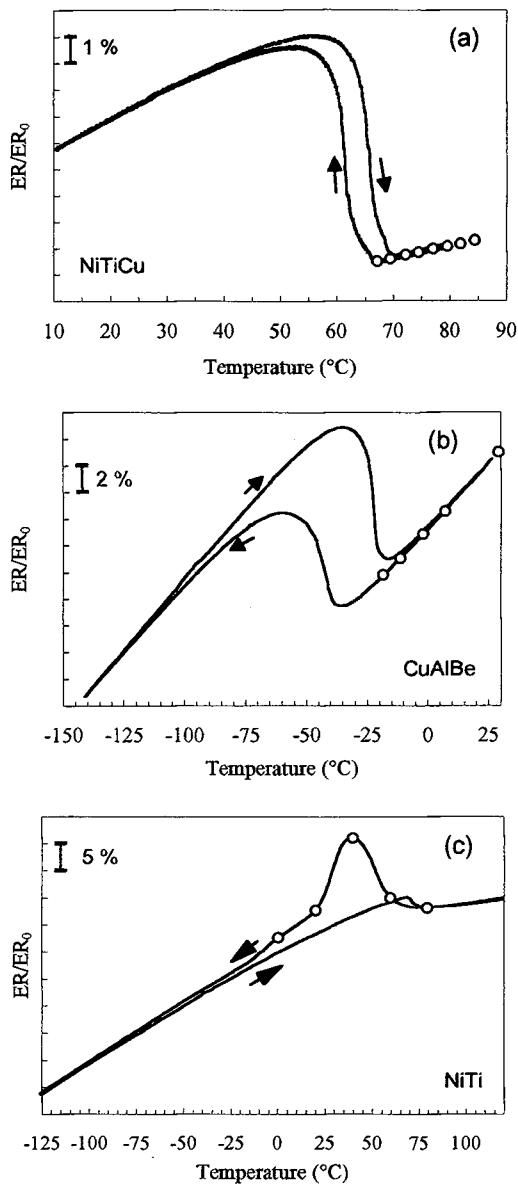 (a)
1 %
ER/ER₀
NiTiCu
10 20 30 40 50 60 70 80 90
Temperature (°C)
(b)
2 %
ER/ER₀
CuAlBe
-150 -125 -100 -75 -50 -25 0 25
Temperature (°C)
(c)
5 %
ER/ER₀
NiTi
-125 -100 -75 -50 -25 0 25 50 75 100
Temperature (°C)